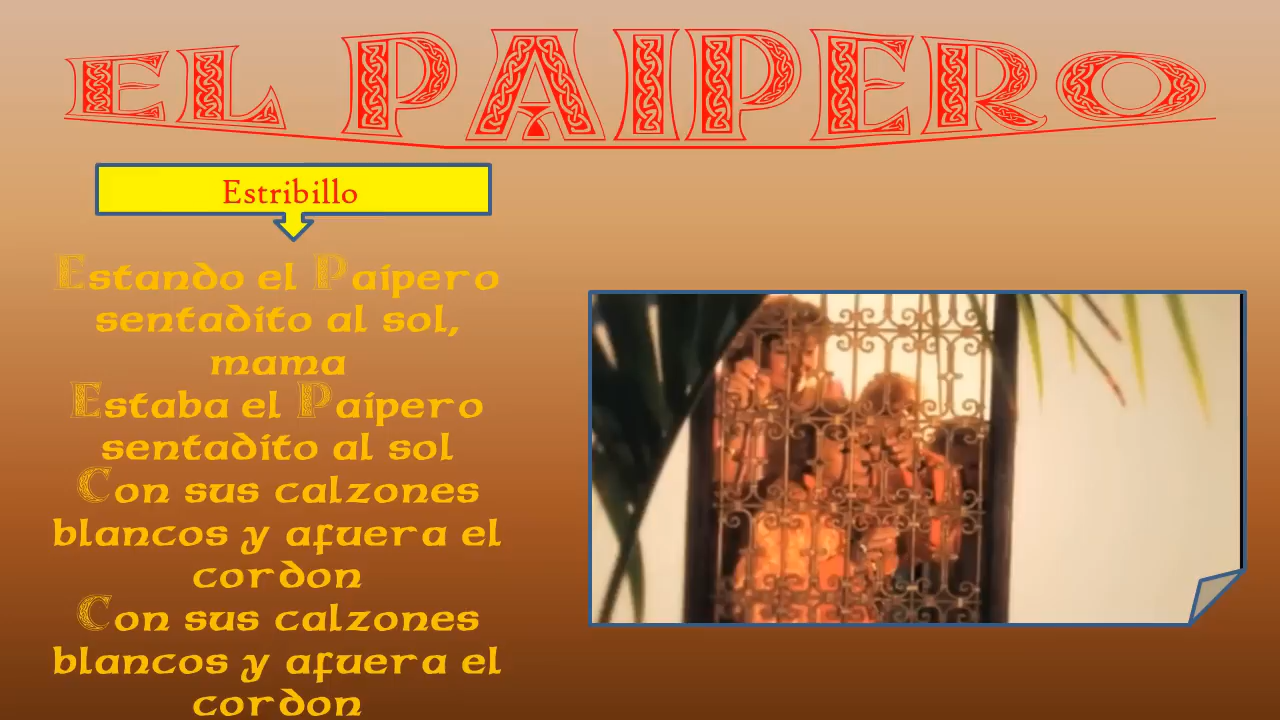 EL PAIPERO
Estribillo
Estando el Paipero
sentadito al sol,
mama
Estaba el Paipero
sentadito al sol
Con sus calzones
blancos y afuera el
cordon
Con sus calzones
blancos y afuera el
cordon